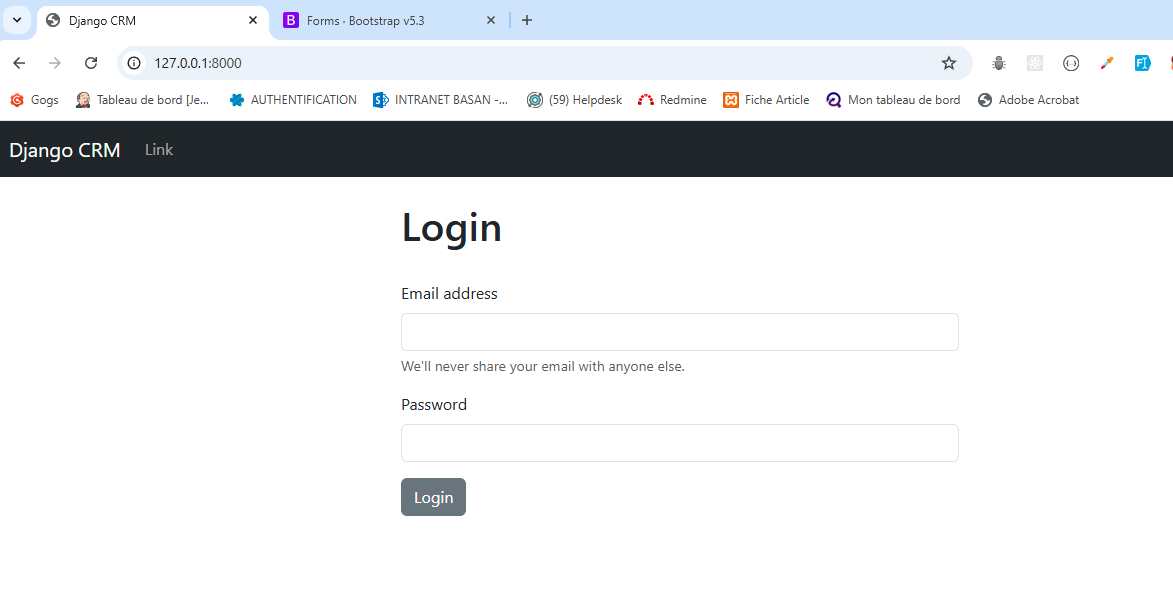 Django CRM
B Forms · Bootstrap v5.3
127.0.0.1:8000
Gogs Tableau de bord [Je... AUTHENTIFICATION INTRANET BASAN -... (59) Helpdesk Redmine Fiche Article Mon tableau de bord Adobe Acrobat
Django CRM Link
Login
Email address
We'll never share your email with anyone else.
Password
Login